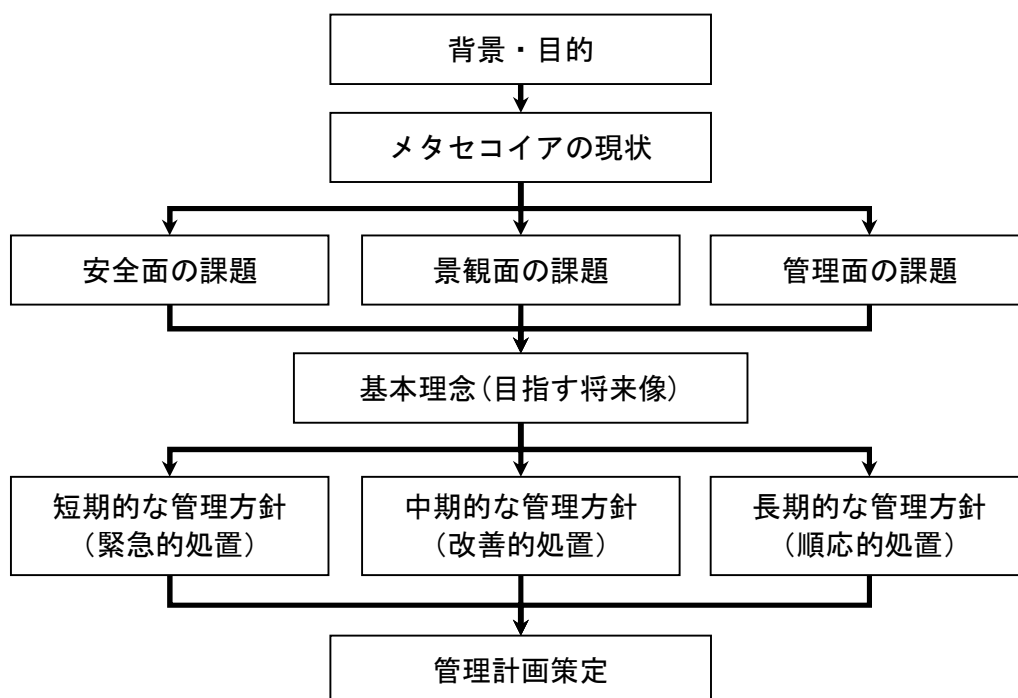 背景・目的
メタセコイアの現状
安全面の課題
景観面の課題
管理面の課題
基本理念(目指す将来像)
短期的な管理方針
(緊急的処置)
中期的な管理方針
(改善的処置)
長期的な管理方針
(順応的処置)
管理計画策定